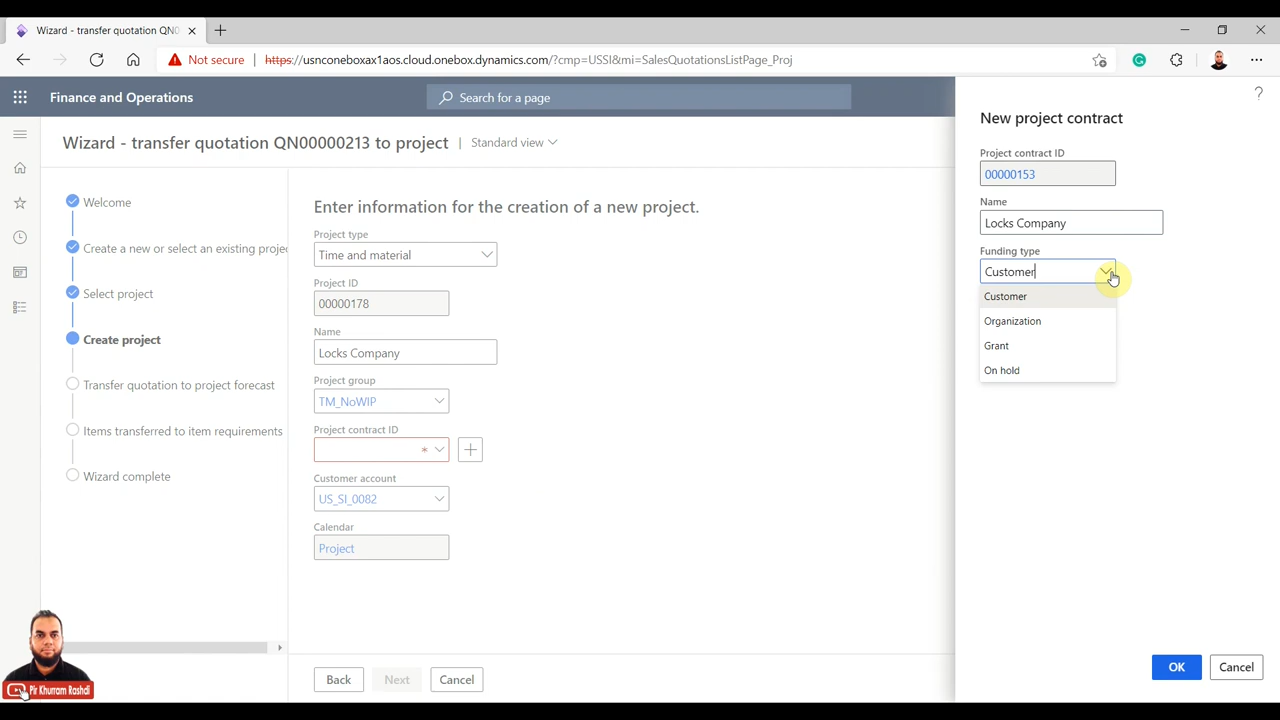 Wizard - transfer quotation QN0
Not secure
https://usnconeboxax1aos.cloud.onebox.dynamics.com/?cmp=USSI&mi=SalesQuotationsListPage_Proj
Finance and Operations
Search for a page
Wizard - transfer quotation QN00000213 to project
Standard view
Welcome
Create a new or select an existing projec
Select project
Create project
Transfer quotation to project forecast
Items transferred to item requirements
Wizard complete
Enter information for the creation of a new project.
Project type
Time and material
Project ID
00000178
Name
Locks Company
Project group
TM_NoWIP
Project contract ID
*
Customer account
US_SI_0082
Calendar
Project
Back
Next
Cancel
?
New project contract
Project contract ID
00000153
Name
Locks Company
Funding type
Customer
Customer
Organization
Grant
On hold
OK
Cancel
Pir Khurram Rashdi